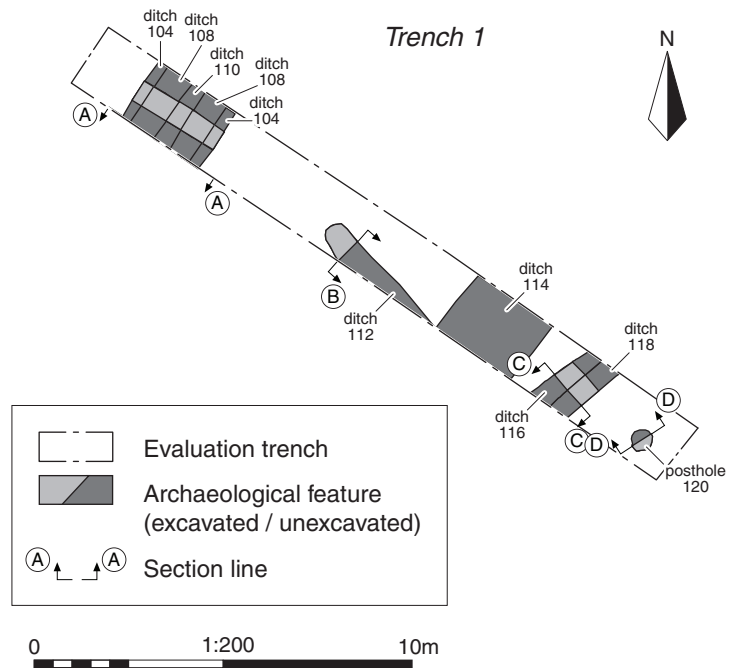 Trench 1
N
ditch
104
ditch
108
ditch
110
ditch
108
ditch
104
A
A
B
ditch
112
ditch
114
C
ditch
118
ditch
116
C
D
D
posthole
120
Evaluation trench
Archaeological feature
(excavated / unexcavated)
A
A
Section line
0
1:200
10m